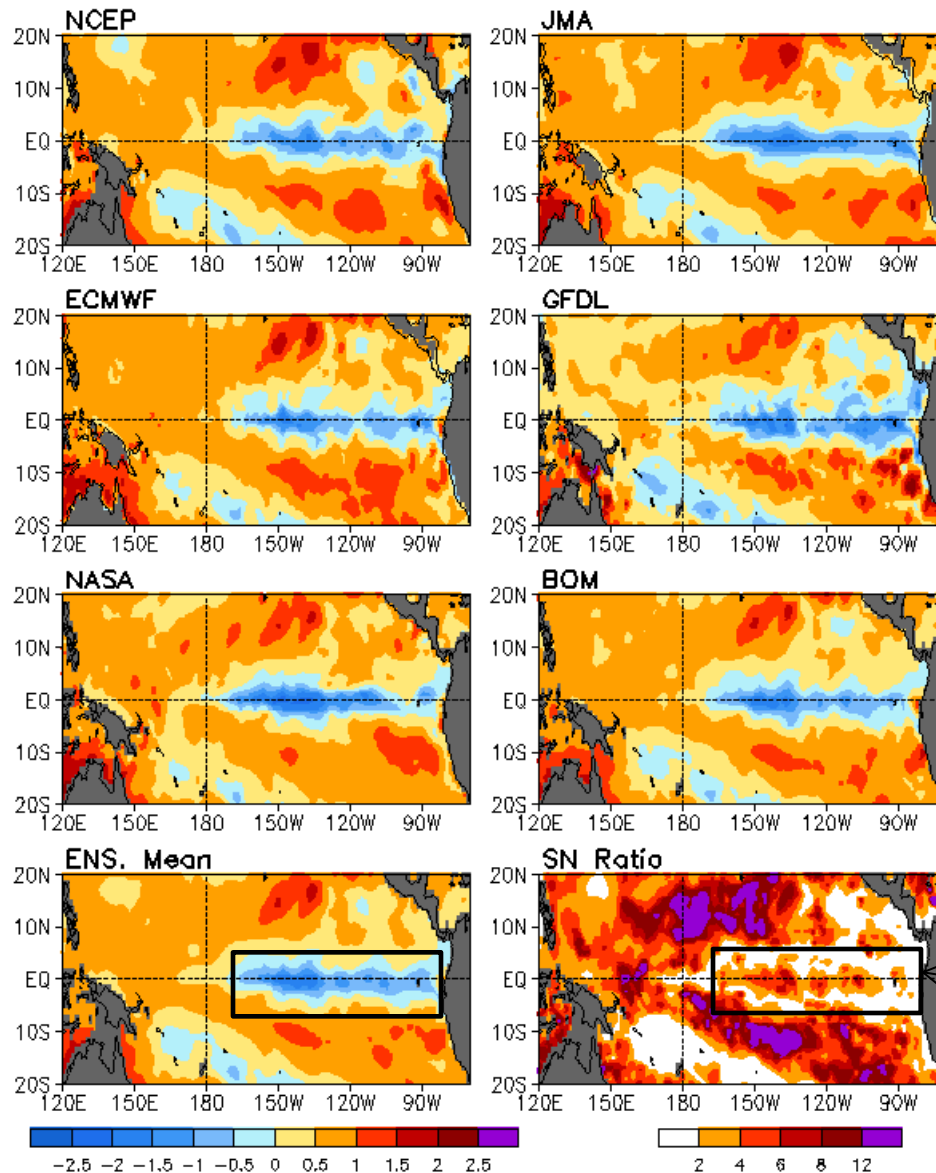 NCEP
JMA
20N
10N
EQ
10S
20S
120E 150E 180 150W 120W 90W
20N
10N
EQ
10S
20S
120E 150E 180 150W 120W 90W
ECMWF
GFDL
20N
10N
EQ
10S
20S
120E 150E 180 150W 120W 90W
20N
10N
EQ
10S
20S
120E 150E 180 150W 120W 90W
NASA
BOM
20N
10N
EQ
10S
20S
120E 150E 180 150W 120W 90W
20N
10N
EQ
10S
20S
120E 150E 180 150W 120W 90W
ENS. Mean
SN Ratio
20N
10N
EQ
10S
20S
120E 150E 180 150W 120W 90W
20N
10N
EQ
10S
20S
120E 150E 180 150W 120W 90W
-2.5 -2 -1.5 -1 -0.5 0 0.5 1 1.5 2 2.5
2 4 6 8 12